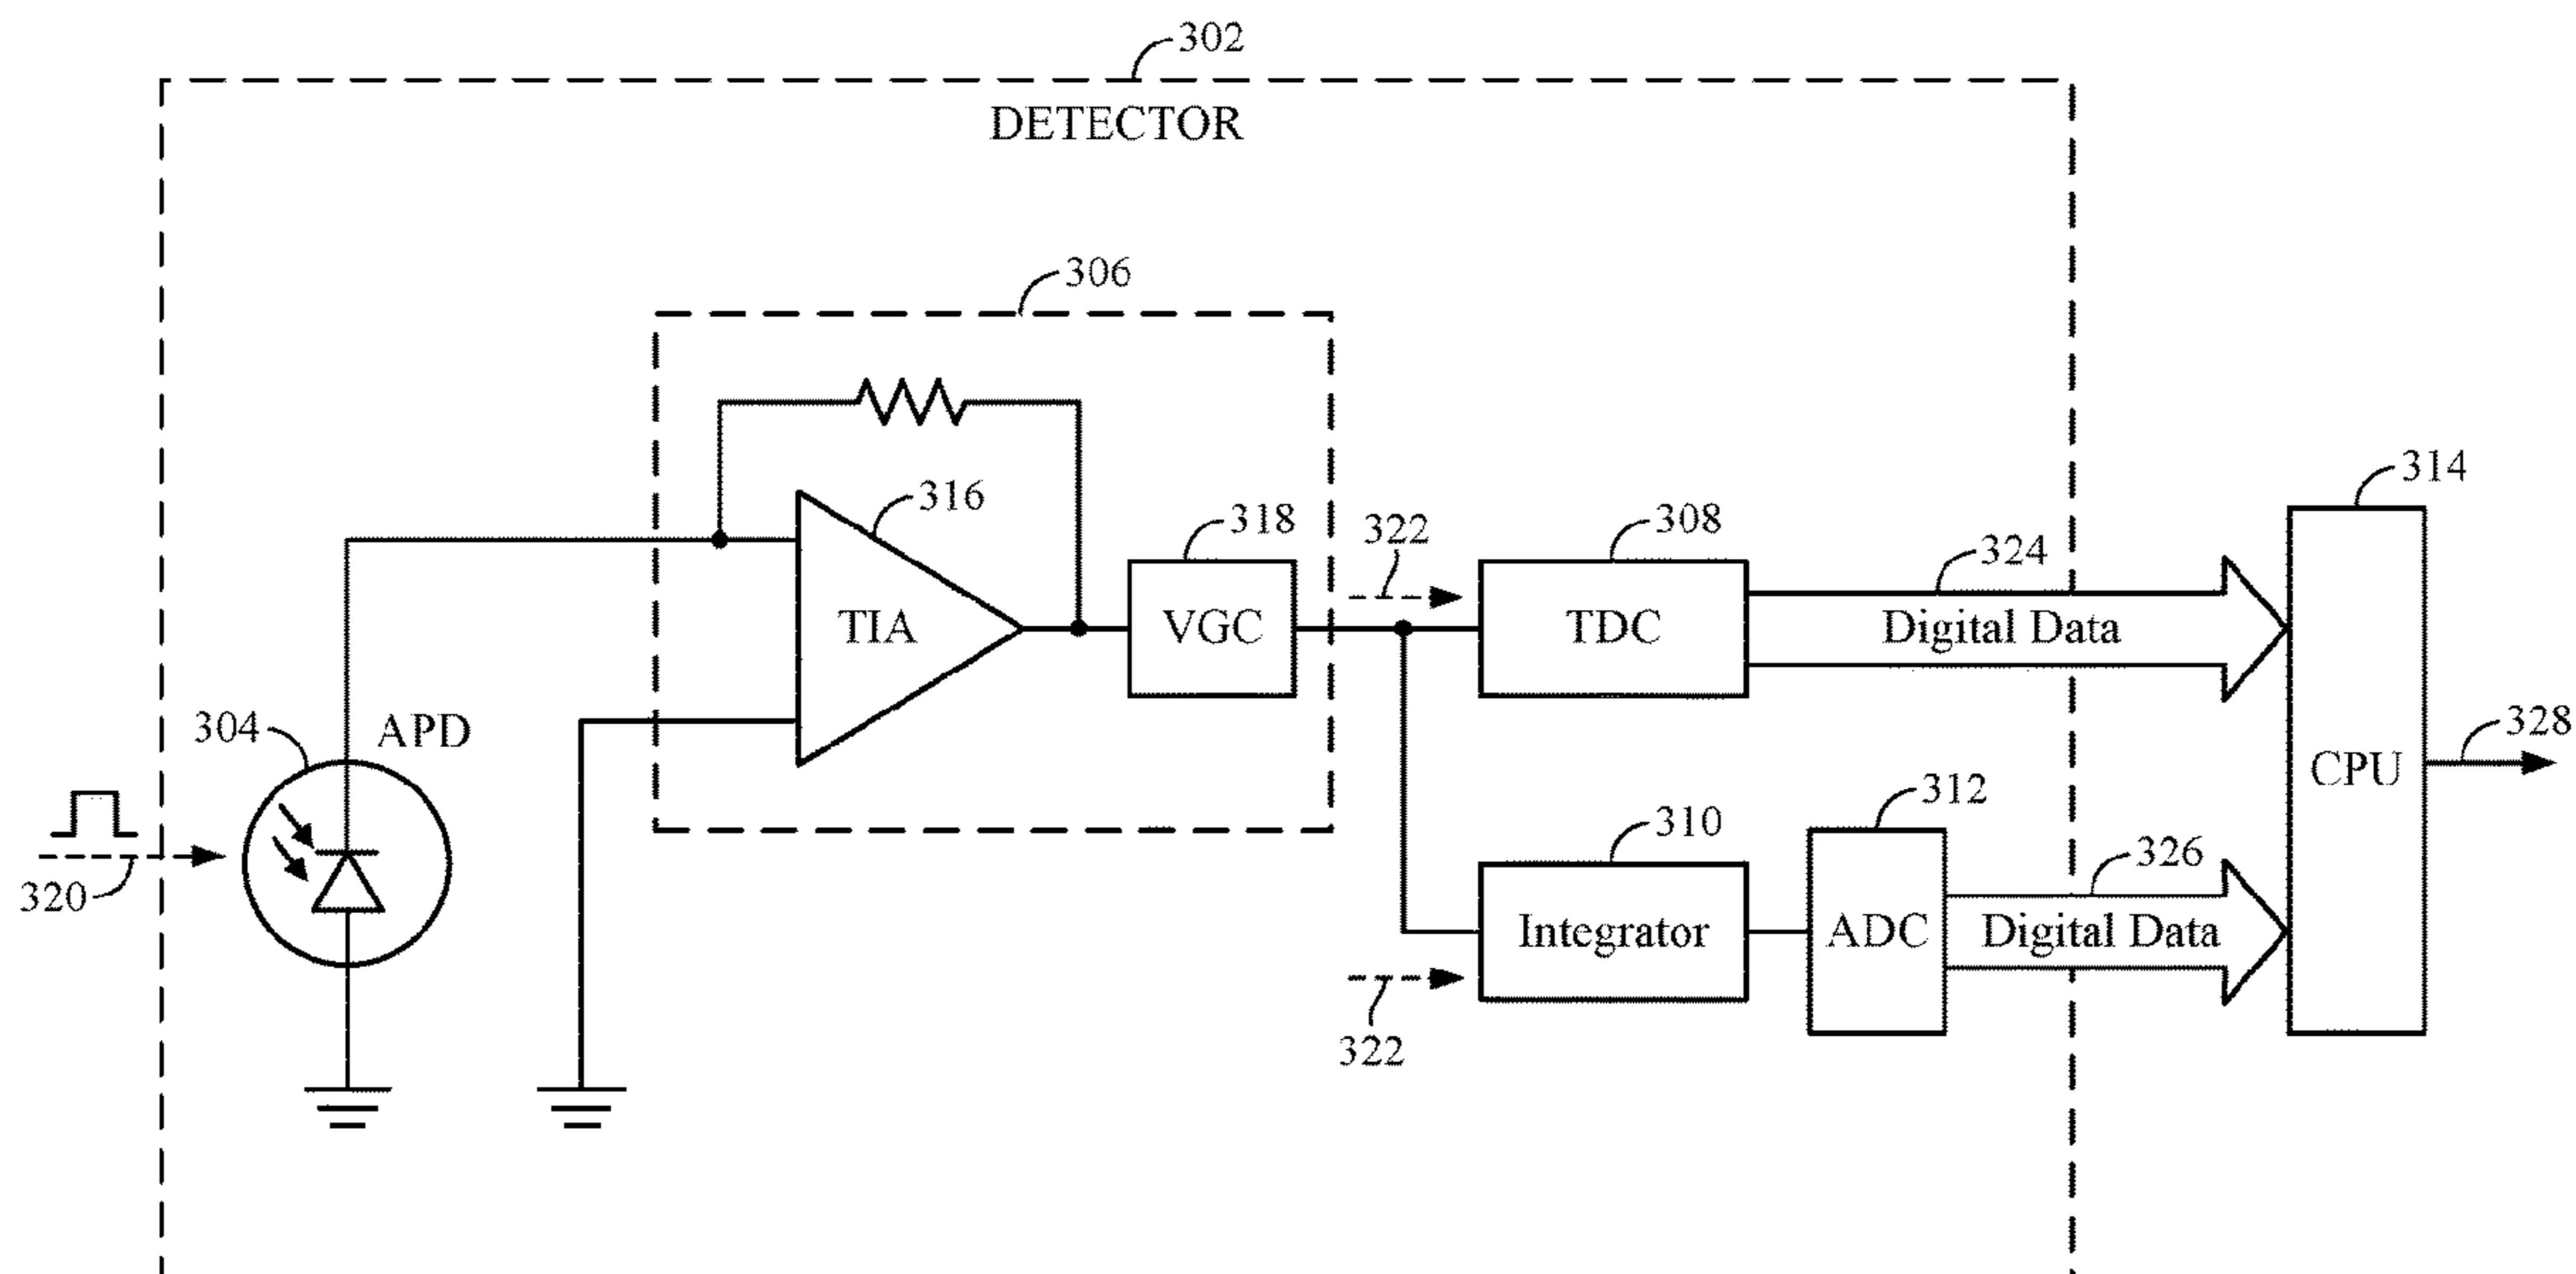 302
DETECTOR
306
316
TIA
318
VGC
322
308
TDC
324
Digital Data
314
CPU
328
304
APD
320
310
Integrator
322
312
ADC
326
Digital Data